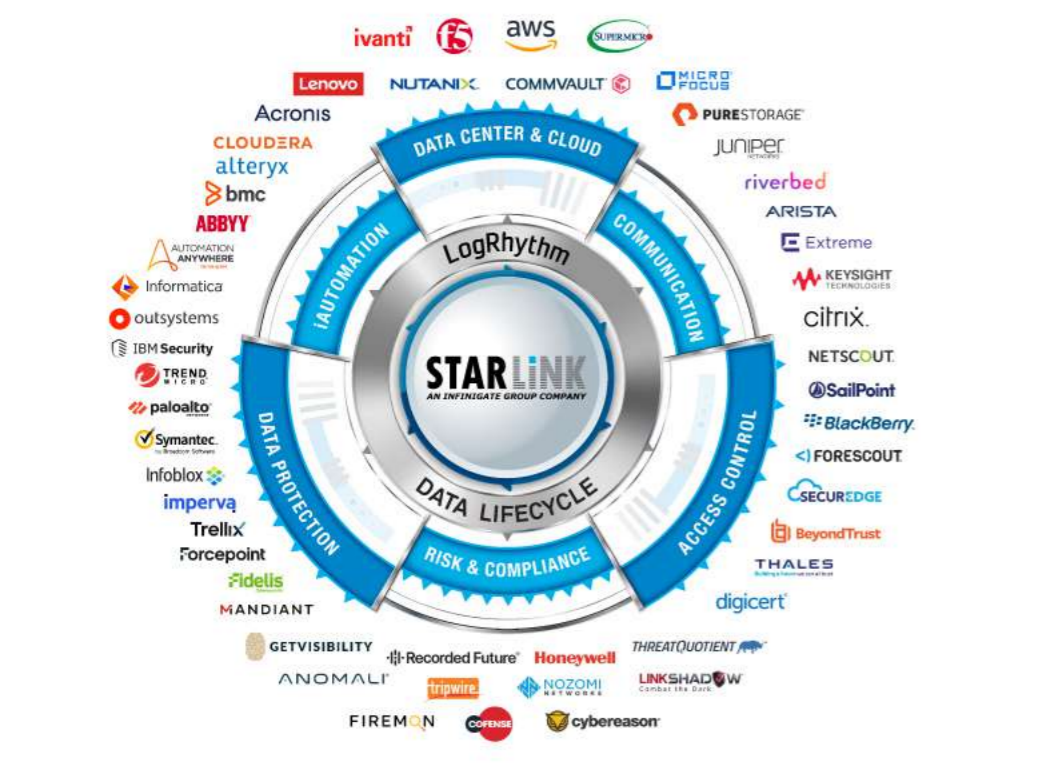 ivanti f5 aws SUPERMICRO
Lenovo NUTANIX COMMVAULT MICRO FOCUS
Acronis PURESTORAGE
CLOUDERA JUNIPER NETWORKS
alteryx riverbed
bmc ARISTA
ABBYY Extreme
AUTOMATION ANYWHERE KEYSIGHT TECHNOLOGIES
Informatica citrix
outsystems NETSCOUT
IBM Security SailPoint
TREND MICRO BlackBerry
paloalto FORESCOUT
Symantec by Broadcom Software SECUREDGE
Infoblox BeyondTrust
imperva THALES
Trellix digicert
Forcepoint
Fidelis
MANDIANT
GETVISIBILITY Recorded Future Honeywell THREATQUOTIENT
ANOMALI tripwire NOZOMI NETWORKS LINKSHADOW
Combat the Dark
FIREMON COFENSE cybereason
DATA CENTER & CLOUD
iAUTOMATION
COMMUNICATION
LogRhythm
STARLiNK
AN INFINIGATE GROUP COMPANY
DATA LIFECYCLE
DATA PROTECTION
ACCESS CONTROL
RISK & COMPLIANCE